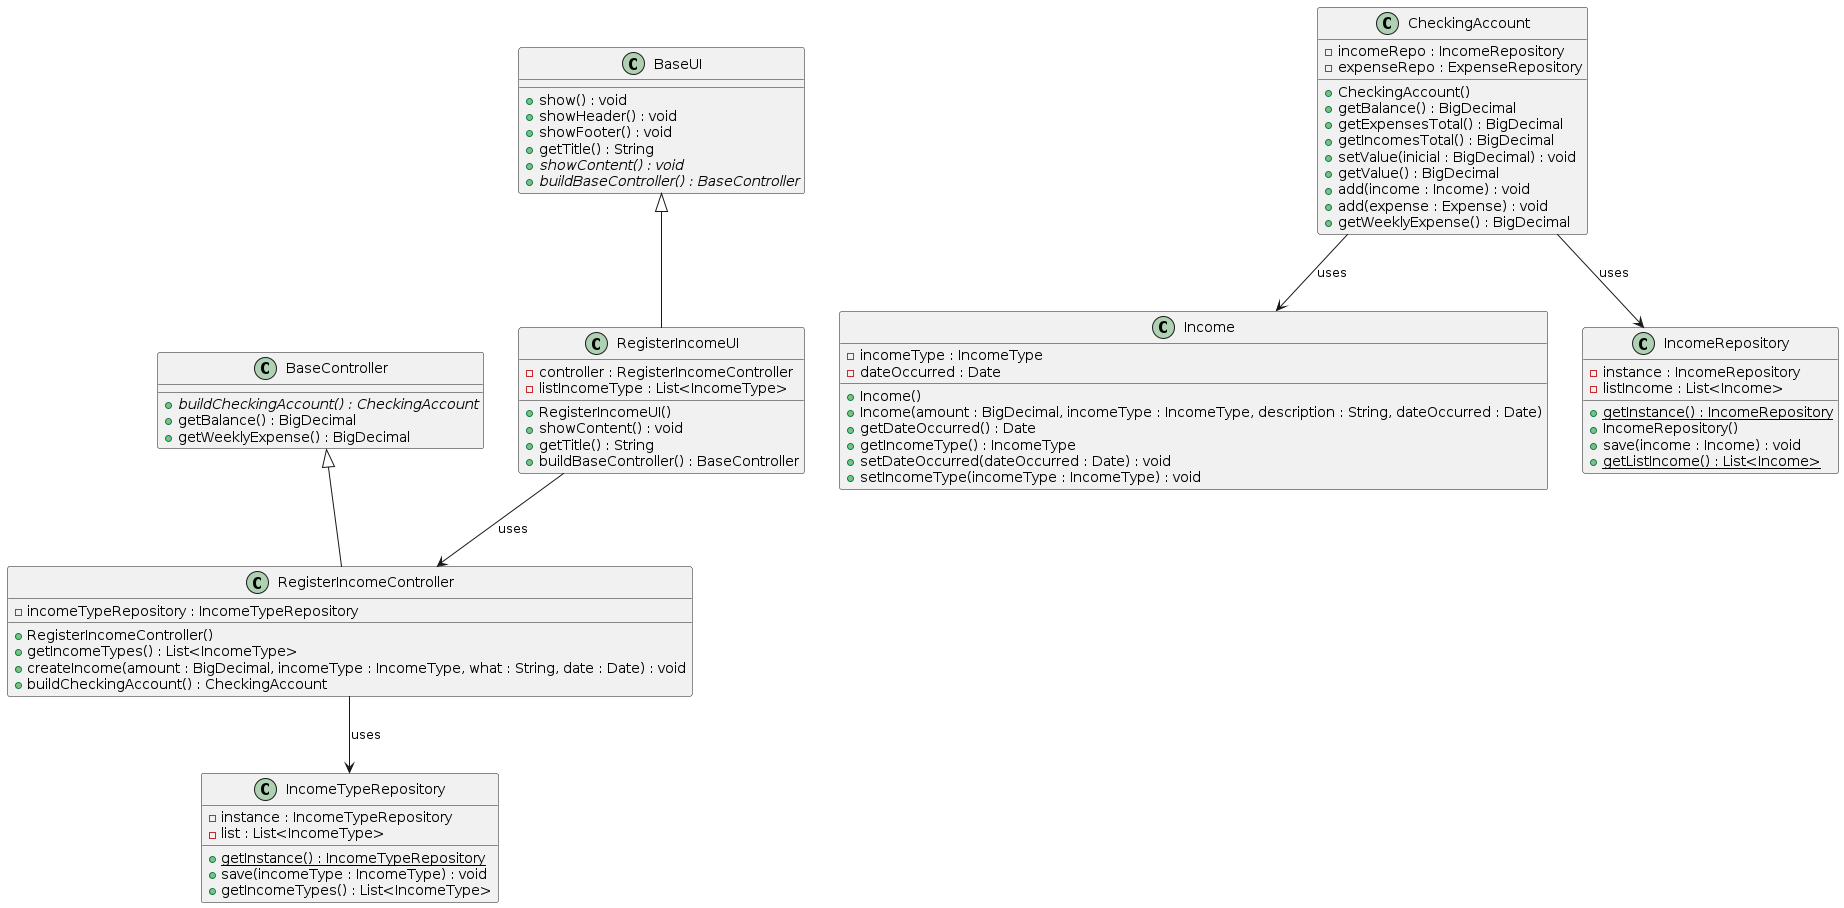 CheckingAccount
incomeRepo : IncomeRepository
expenseRepo : ExpenseRepository
CheckingAccount()
getBalance() : BigDecimal
getExpensesTotal() : BigDecimal
getIncomesTotal() : BigDecimal
setValue(inicial : BigDecimal) : void
getValue() : BigDecimal
add(income : Income) : void
add(expense : Expense) : void
getWeeklyExpense() : BigDecimal
BaseUI
show() : void
showHeader() : void
showFooter() : void
getTitle() : String
showContent() : void
buildBaseController() : BaseController
uses
uses
BaseController
buildCheckingAccount() : CheckingAccount
getBalance() : BigDecimal
getWeeklyExpense() : BigDecimal
RegisterIncomeUI
controller : RegisterIncomeController
listIncomeType : List<IncomeType>
RegisterIncomeUI()
showContent() : void
getTitle() : String
buildBaseController() : BaseController
Income
incomeType : IncomeType
dateOccurred : Date
Income()
Income(amount : BigDecimal, incomeType : IncomeType, description : String, dateOccurred : Date)
getDateOccurred() : Date
getIncomeType() : IncomeType
setDateOccurred(dateOccurred : Date) : void
setIncomeType(incomeType : IncomeType) : void
IncomeRepository
instance : IncomeRepository
listIncome : List<Income>
getInstance() : IncomeRepository
IncomeRepository()
save(income : Income) : void
getListIncome() : List<Income>
uses
RegisterIncomeController
incomeTypeRepository : IncomeTypeRepository
RegisterIncomeController()
getIncomeTypes() : List<IncomeType>
createIncome(amount : BigDecimal, incomeType : IncomeType, what : String, date : Date) : void
buildCheckingAccount() : CheckingAccount
uses
IncomeTypeRepository
instance : IncomeTypeRepository
list : List<IncomeType>
getInstance() : IncomeTypeRepository
save(incomeType : IncomeType) : void
getIncomeTypes() : List<IncomeType>